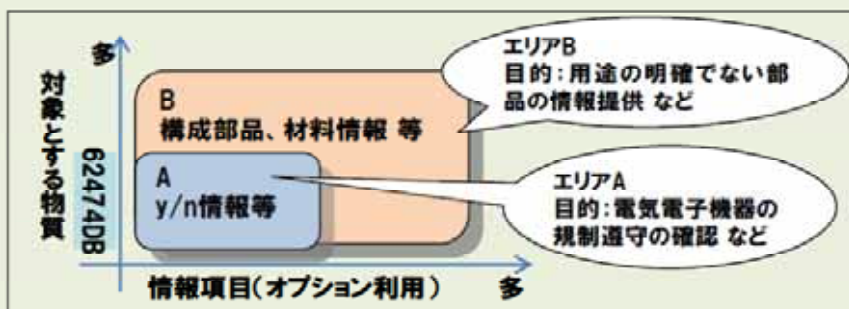 多
対象とする物質
62474DB
B
構成部品、材料情報 等
A
y/n情報等
エリアB
目的:用途の明確でない部
品の情報提供 など
エリアA
目的:電気電子機器の
規制遵守の確認 など
情報項目(オプション利用)
多